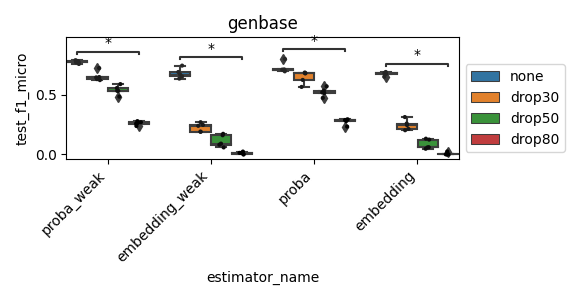 genbase
test_f1_micro
0.5
0.0
*
*
*
*
proba_weak
embedding_weak
proba
embedding
estimator_name
none
drop30
drop50
drop80